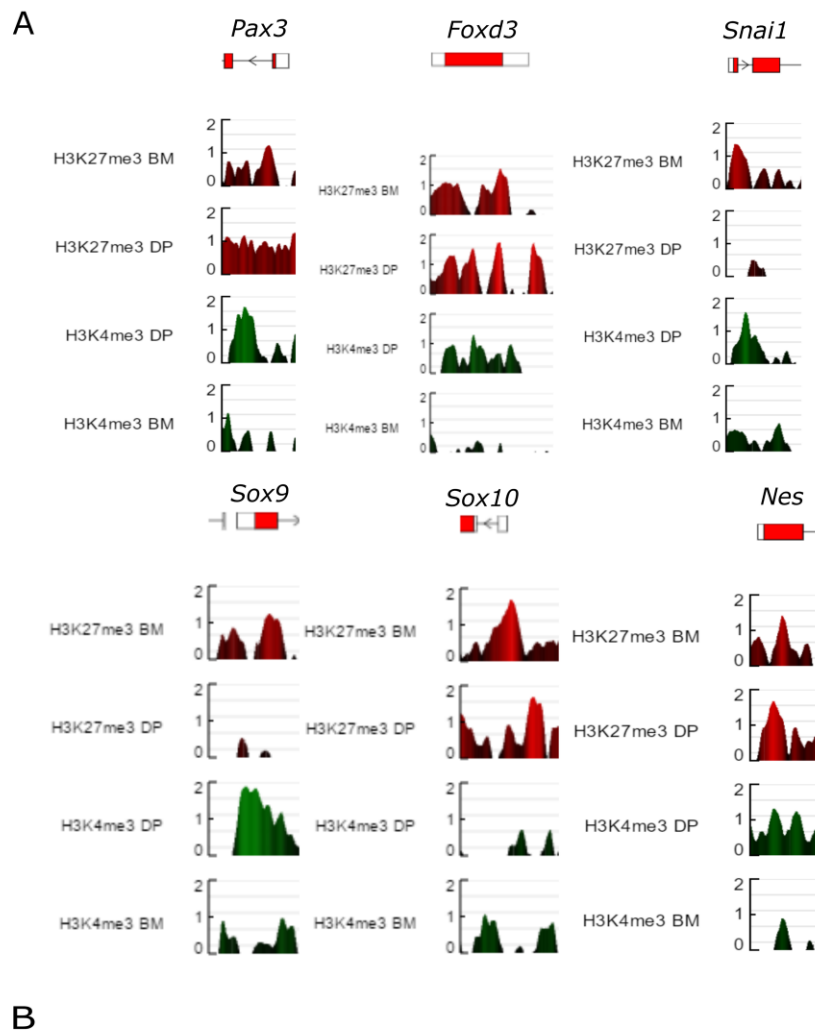 A
Pax3 Foxd3 Snai1
H3K27me3 BM 2 1 0
H3K27me3 BM 2 1 0
H3K27me3 BM 2 1 0
H3K27me3 DP 2 1 0
H3K27me3 DP 2 1 0
H3K27me3 DP 2 1 0
H3K4me3 DP 2 1 0
H3K4me3 DP 2 1 0
H3K4me3 DP 2 1 0
H3K4me3 BM 2 1 0
H3K4me3 BM 2 1 0
H3K4me3 BM 2 1 0
Sox9 Sox10 Nes
H3K27me3 BM 2 1 0
H3K27me3 BM 2 1 0
H3K27me3 BM 2 1 0
H3K27me3 DP 2 1 0
H3K27me3 DP 2 1 0
H3K27me3 DP 2 1 0
H3K4me3 DP 2 1 0
H3K4me3 DP 2 1 0
H3K4me3 DP 2 1 0
H3K4me3 BM 2 1 0
H3K4me3 BM 2 1 0
H3K4me3 BM 2 1 0
B